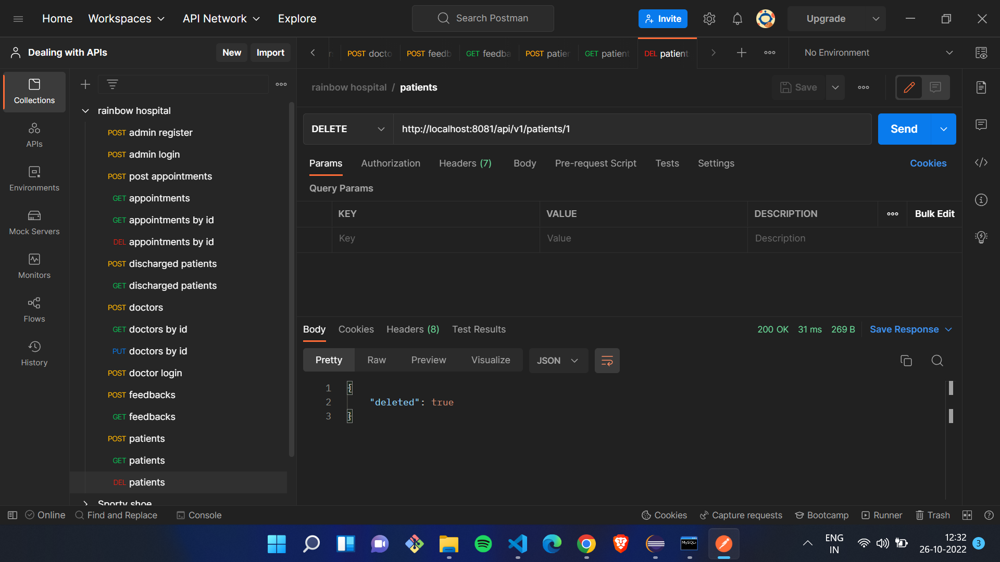 Home Workspaces API Network Explore Search Postman Invite Upgrade
Dealing with APIs New Import
POST docto POST feedb GET feedba POST patier GET patient DEL patient No Environment
Collections
APIs
Environments
Mock Servers
Monitors
Flows
History
rainbow hospital
POST admin register
POST admin login
POST post appointments
GET appointments
GET appointments by id
DEL appointments by id
POST discharged patients
GET discharged patients
POST doctors
GET doctors by id
PUT doctors by id
POST doctor login
POST feedbacks
GET feedbacks
POST patients
GET patients
DEL patients
Sporty shoe
rainbow hospital / patients Save
DELETE http://localhost:8081/api/v1/patients/1 Send
Params Authorization Headers (7) Body Pre-request Script Tests Settings Cookies
Query Params
KEY VALUE DESCRIPTION Bulk Edit
Key Value Description
Body Cookies Headers (8) Test Results 200 OK 31 ms 269 B Save Response
Pretty Raw Preview Visualize JSON
1 {
2 "deleted": true
3 }
Online Find and Replace Console Cookies Capture requests Bootcamp Runner Trash
MySQL>
ENG
IN
12:32
26-10-2022
3